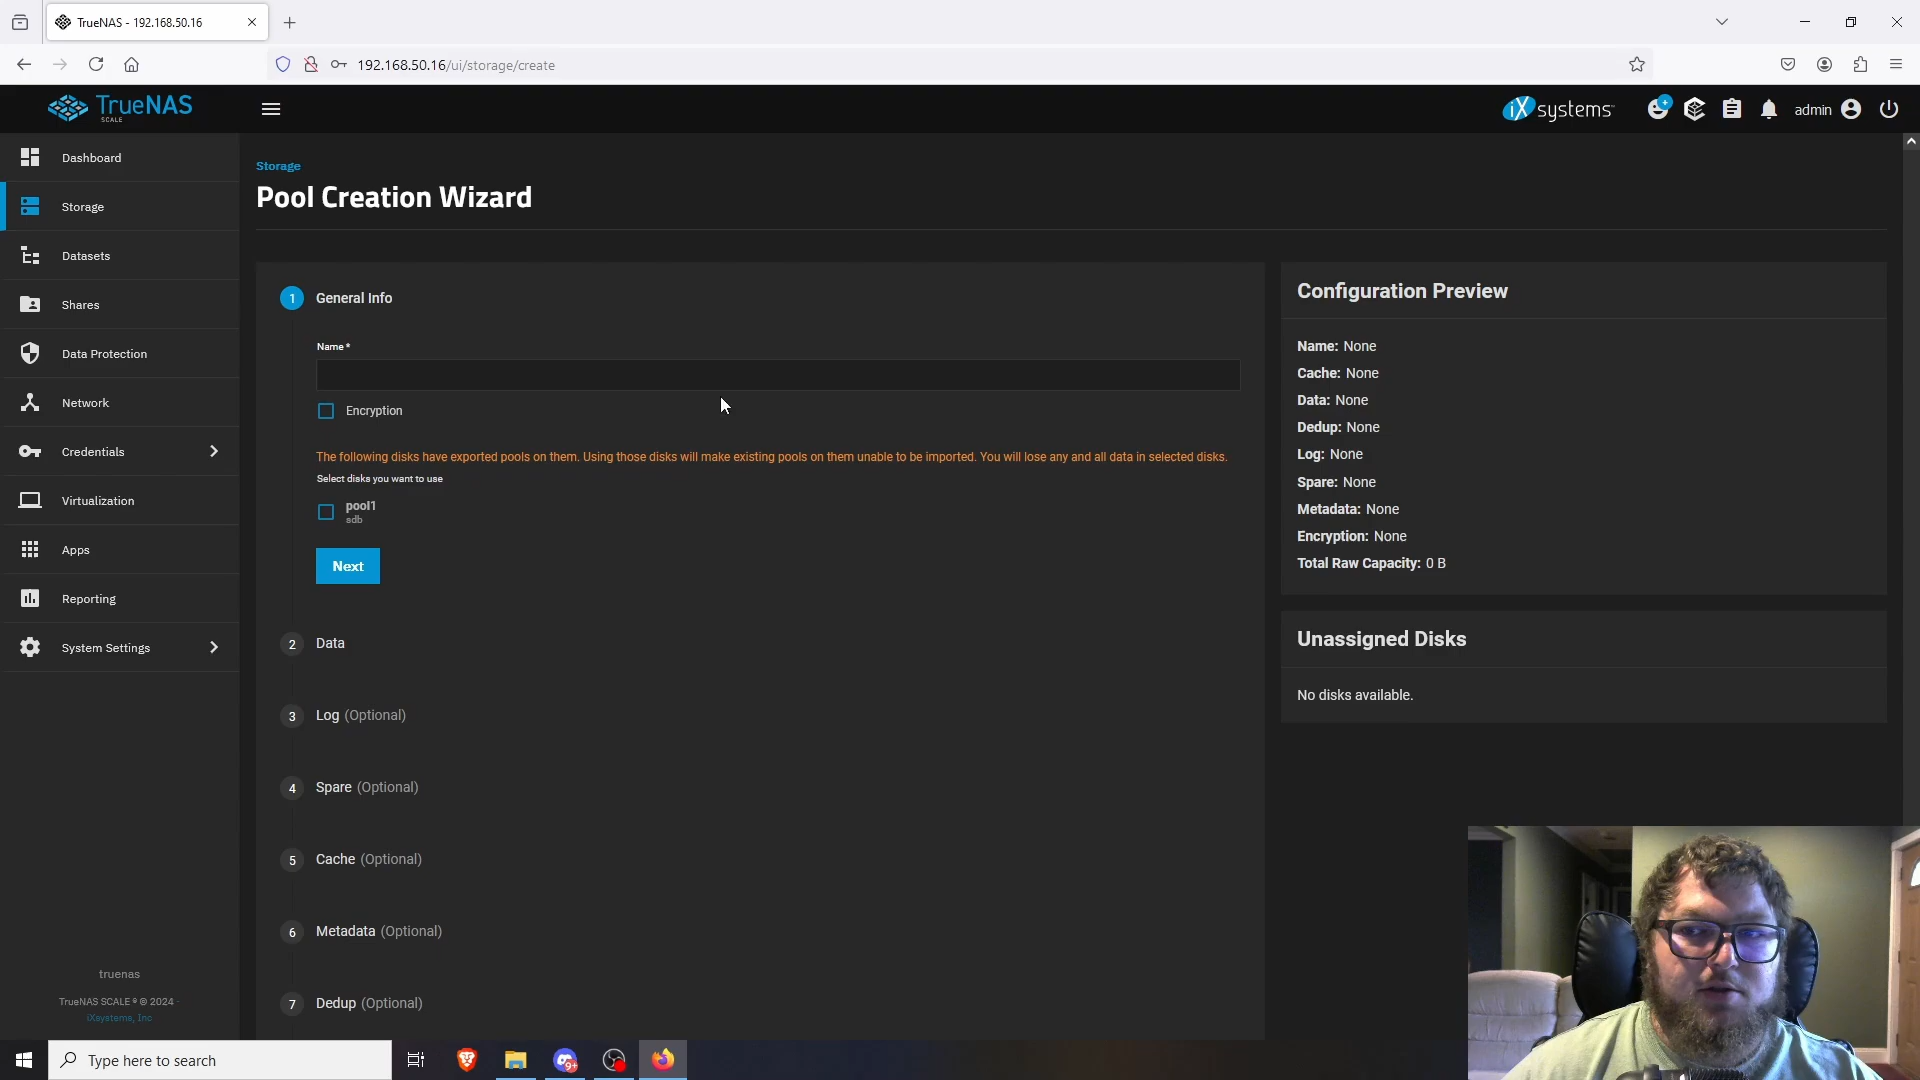 TrueNAS - 192.168.50.16
192.168.50.16/ui/storage/create
TrueNAS
SCALE
iXsystems
admin
Dashboard
Storage
Datasets
Shares
Data Protection
Network
Credentials
Virtualization
Apps
Reporting
System Settings
truenas
TrueNAS SCALE ® © 2024 -
iXsystems, Inc
Storage
Pool Creation Wizard
1 General Info
Name *
Encryption
The following disks have exported pools on them. Using those disks will make existing pools on them unable to be imported. You will lose any and all data in selected disks.
Select disks you want to use
pool1
sdb
Next
2 Data
3 Log (Optional)
4 Spare (Optional)
5 Cache (Optional)
6 Metadata (Optional)
7 Dedup (Optional)
Configuration Preview
Name: None
Cache: None
Data: None
Dedup: None
Log: None
Spare: None
Metadata: None
Encryption: None
Total Raw Capacity: 0 B
Unassigned Disks
No disks available.
Type here to search
9+